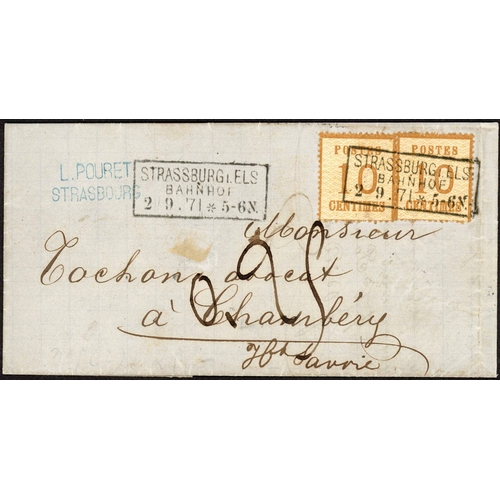 L. POURET
STRASBOURG
STRASSBURG I. ELS
BAHNHOF
2 9 . 71 * 5-6N.
POSTES
10
CENTIMES
POSTES
10
CENTIMES
STRASSBURG I. ELS.
BAHNHOF
2 9 . 71 * 5-6N.
Monsieur
Tochon avocat
à Chambéry
Hte Savoie